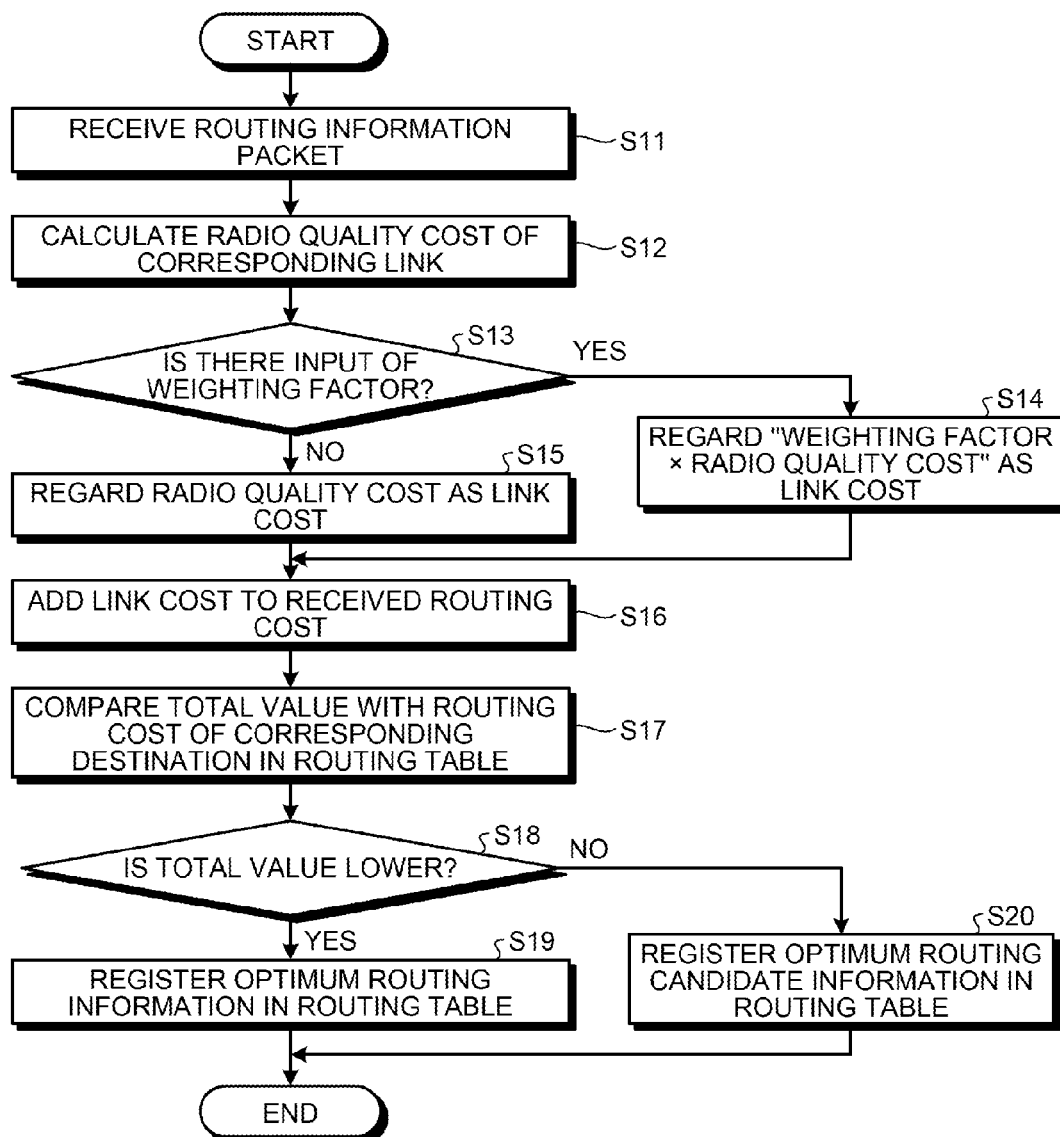 START
RECEIVE ROUTING INFORMATION
PACKET
S11
CALCULATE RADIO QUALITY COST OF
CORRESPONDING LINK
S12
S13
IS THERE INPUT OF
WEIGHTING FACTOR?
YES
NO
S14
REGARD "WEIGHTING FACTOR
× RADIO QUALITY COST" AS
LINK COST
S15
REGARD RADIO QUALITY COST AS LINK
COST
ADD LINK COST TO RECEIVED ROUTING
COST
S16
COMPARE TOTAL VALUE WITH ROUTING
COST OF CORRESPONDING
DESTINATION IN ROUTING TABLE
S17
S18
IS TOTAL VALUE LOWER?
NO
YES
S19
REGISTER OPTIMUM ROUTING
INFORMATION IN ROUTING TABLE
S20
REGISTER OPTIMUM ROUTING
CANDIDATE INFORMATION IN
ROUTING TABLE
END